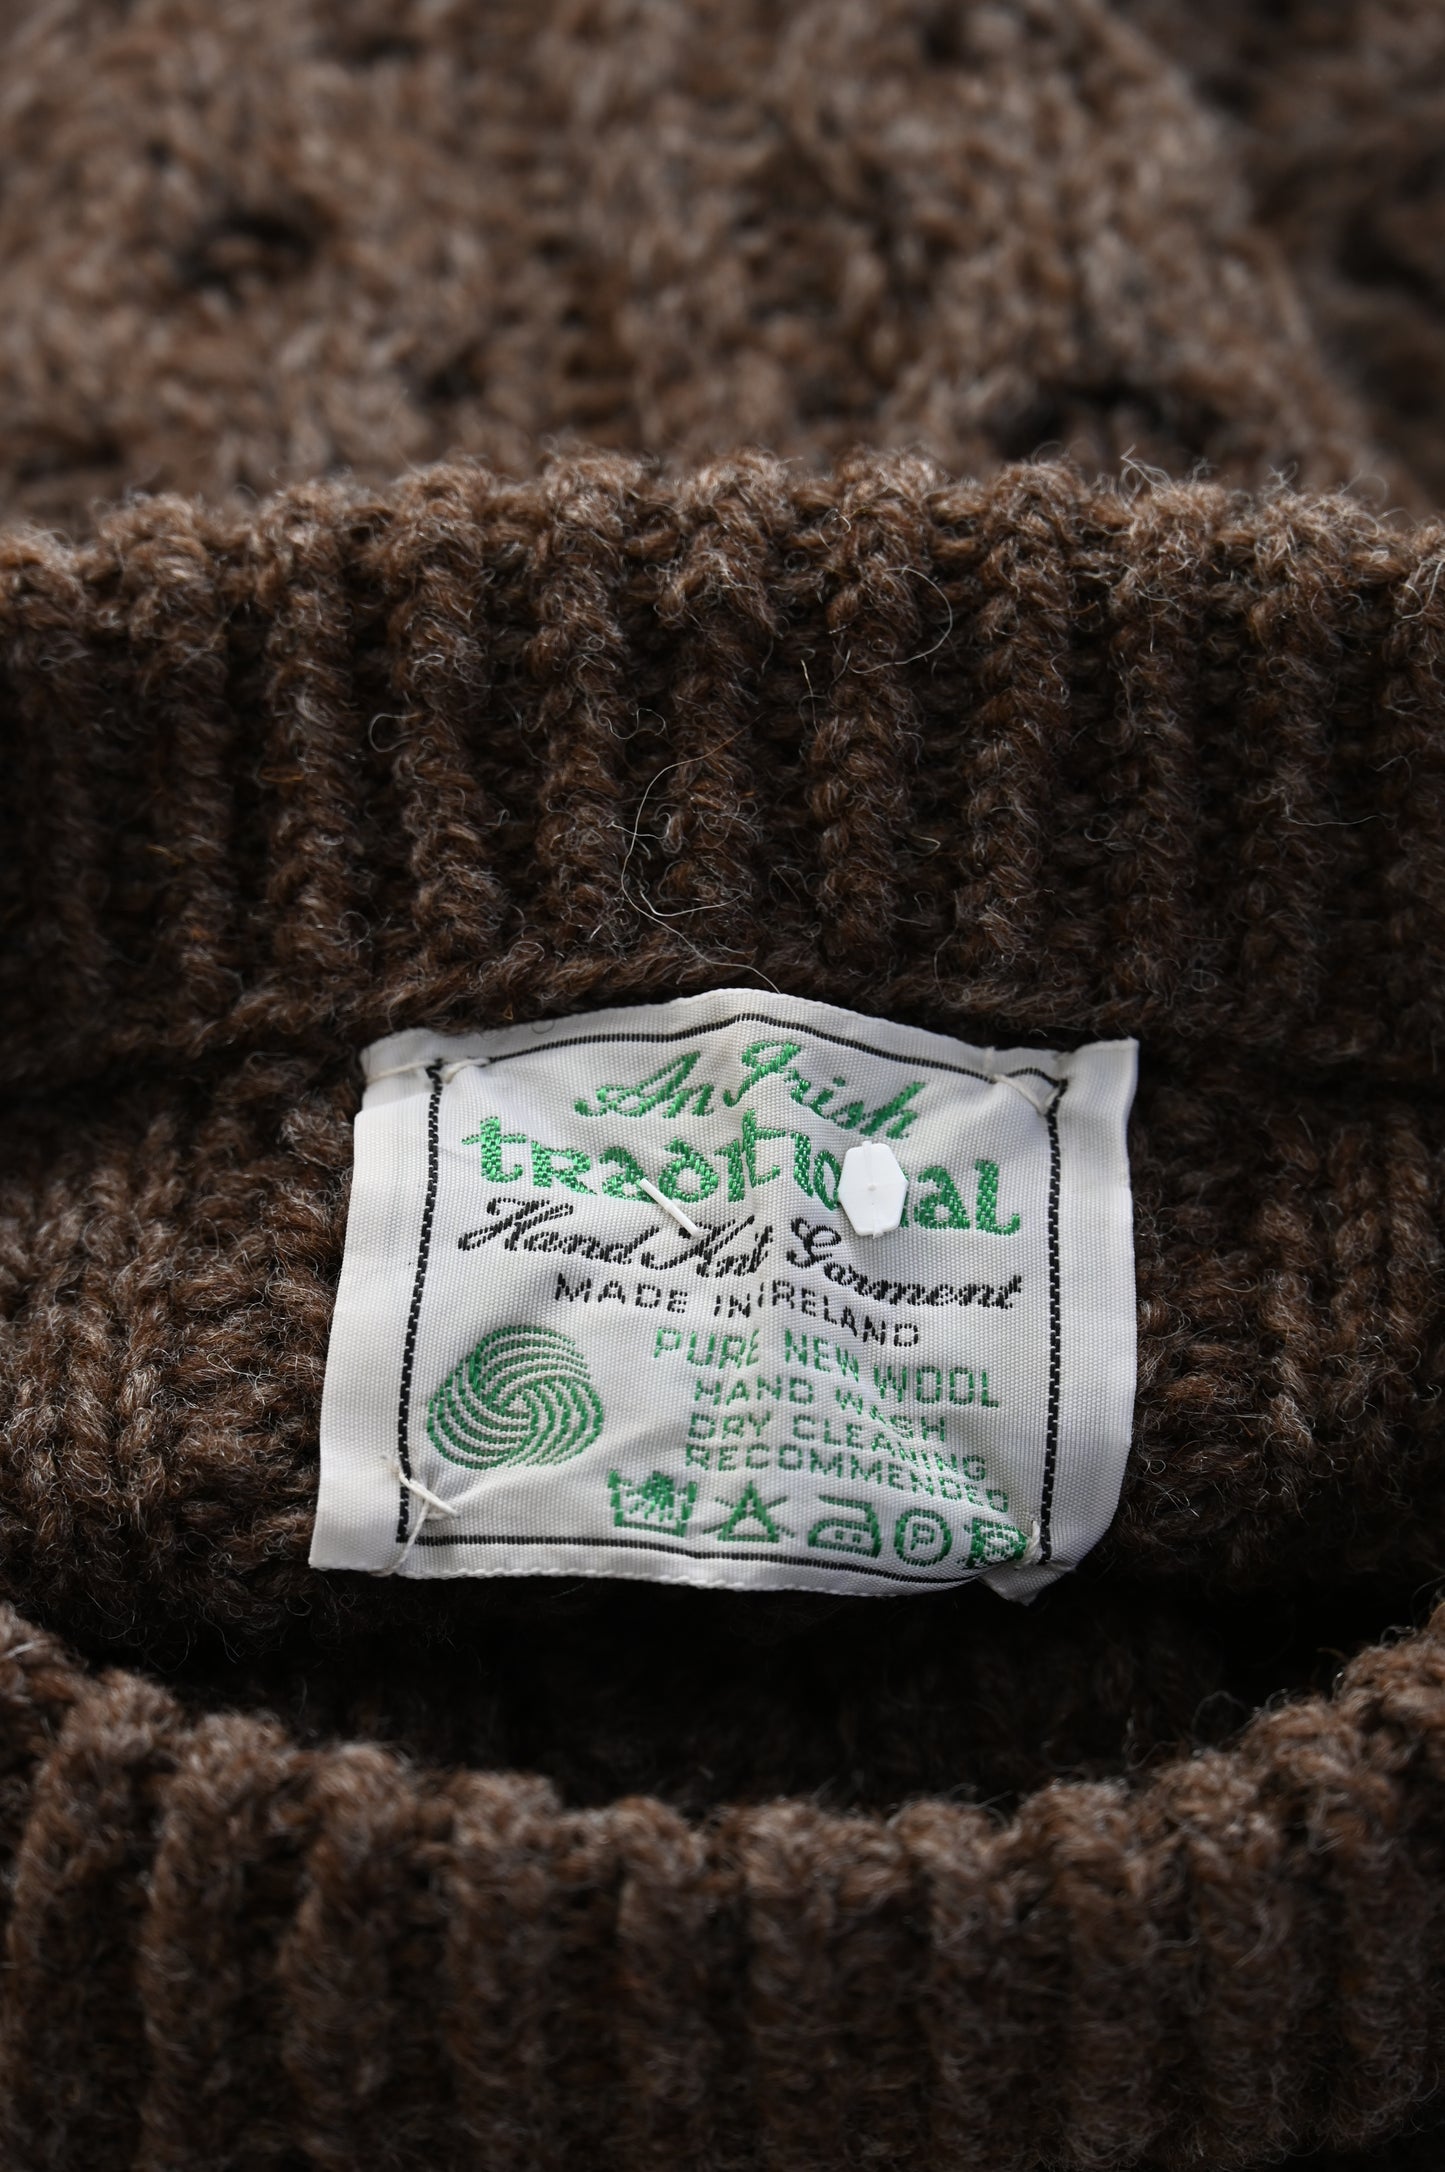 An Irish
traditional
Hand Knit Garment
MADE IN IRELAND
PURE NEW WOOL
HAND WASH
DRY CLEANING
RECOMMENDED
P